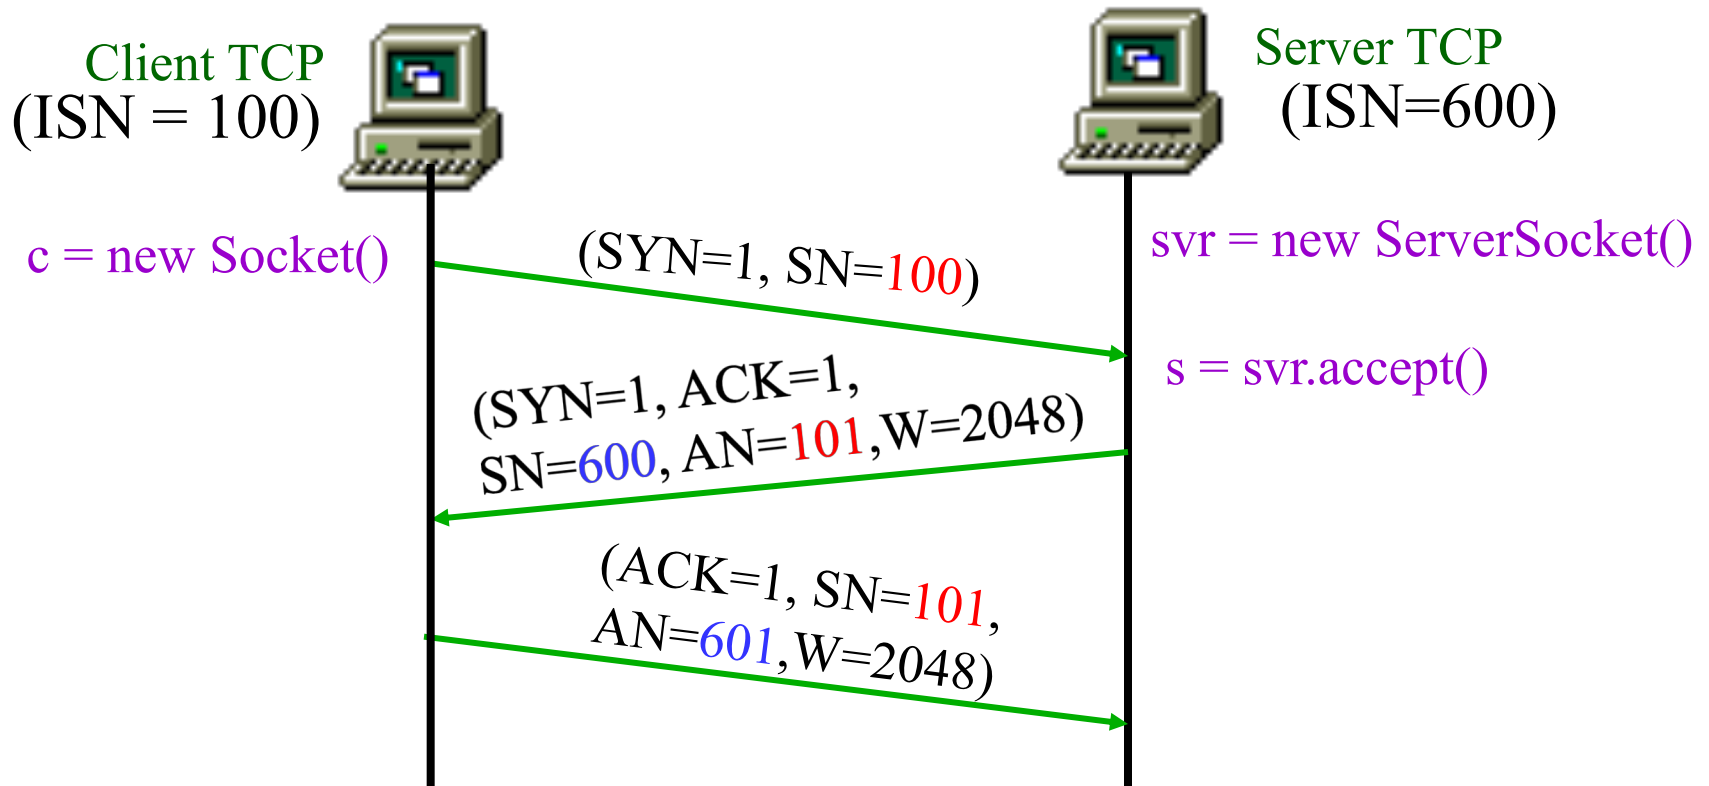 Client TCP
(ISN = 100)
Server TCP
(ISN=600)
c = new Socket()
svr = new ServerSocket()
(SYN=1, SN=100)
s = svr.accept()
(SYN=1, ACK=1,
SN=600, AN=101,W=2048)
(ACK=1, SN=101,
AN=601,W=2048)